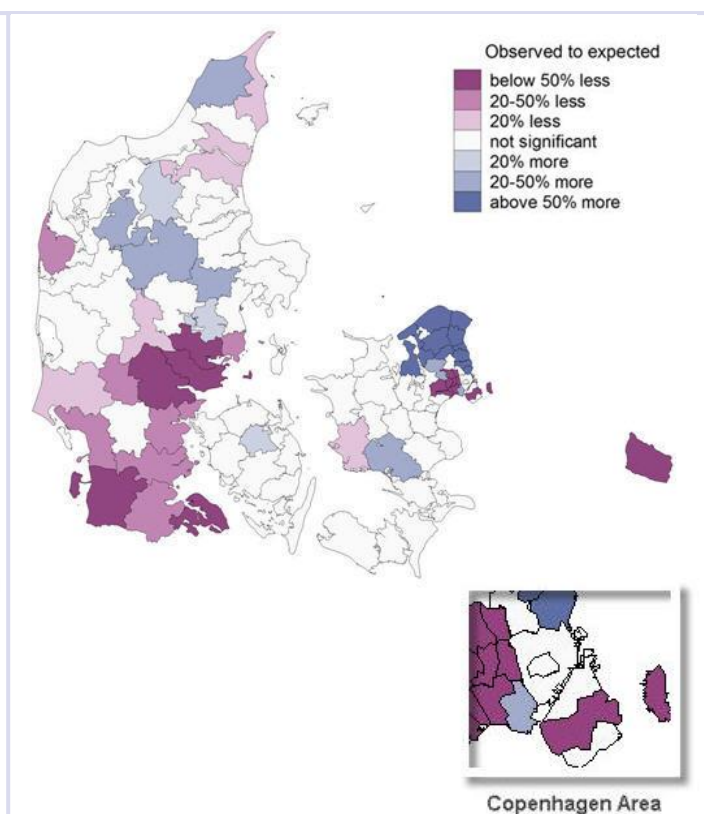 Observed to expected
below 50% less
20-50% less
20% less
not significant
20% more
20-50% more
above 50% more
Copenhagen Area